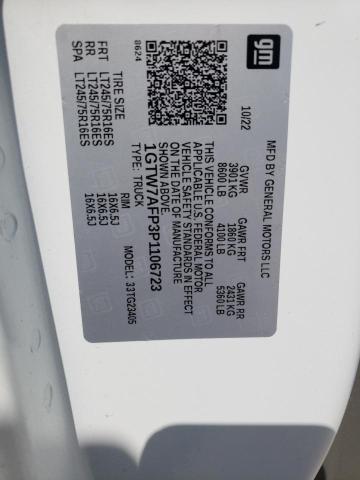 gm
MFD BY GENERAL MOTORS LLC
10/22
GVWR
3901 KG
8600 LB
GAWR FRT
1860 KG
4100 LB
GAWR RR
2431 KG
5360 LB
THIS VEHICLE CONFORMS TO ALL
APPLICABLE U.S. FEDERAL MOTOR
VEHICLE SAFETY STANDARDS IN EFFECT
ON THE DATE OF MANUFACTURE
SHOWN ABOVE.
1GTW7AFP3P1106723
TYPE: TRUCK
MODEL: 33TG23405
8624
TIRE SIZE
RIM
FRT LT245/75R16ES 16X6.5J
RR LT245/75R16ES 16X6.5J
SPA LT245/75R16ES 16X6.5J